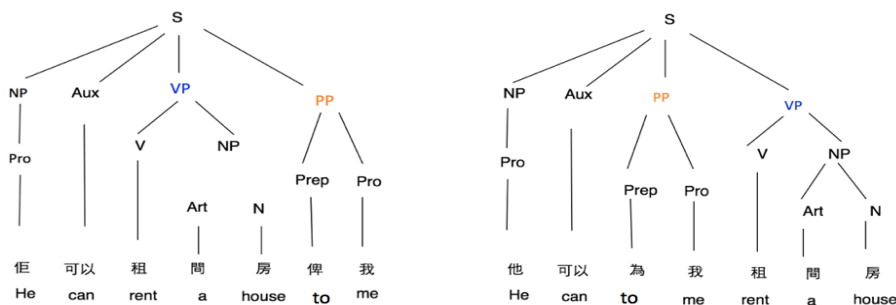 S
NP Aux VP PP
Pro V NP Prep Pro
Art N
佢 可以 租 間 房 俾 我
He can rent a house to me
S
NP Aux PP VP
Pro Prep Pro V NP
Art N
他 可以 為 我 租 間 房
He can to me rent a house